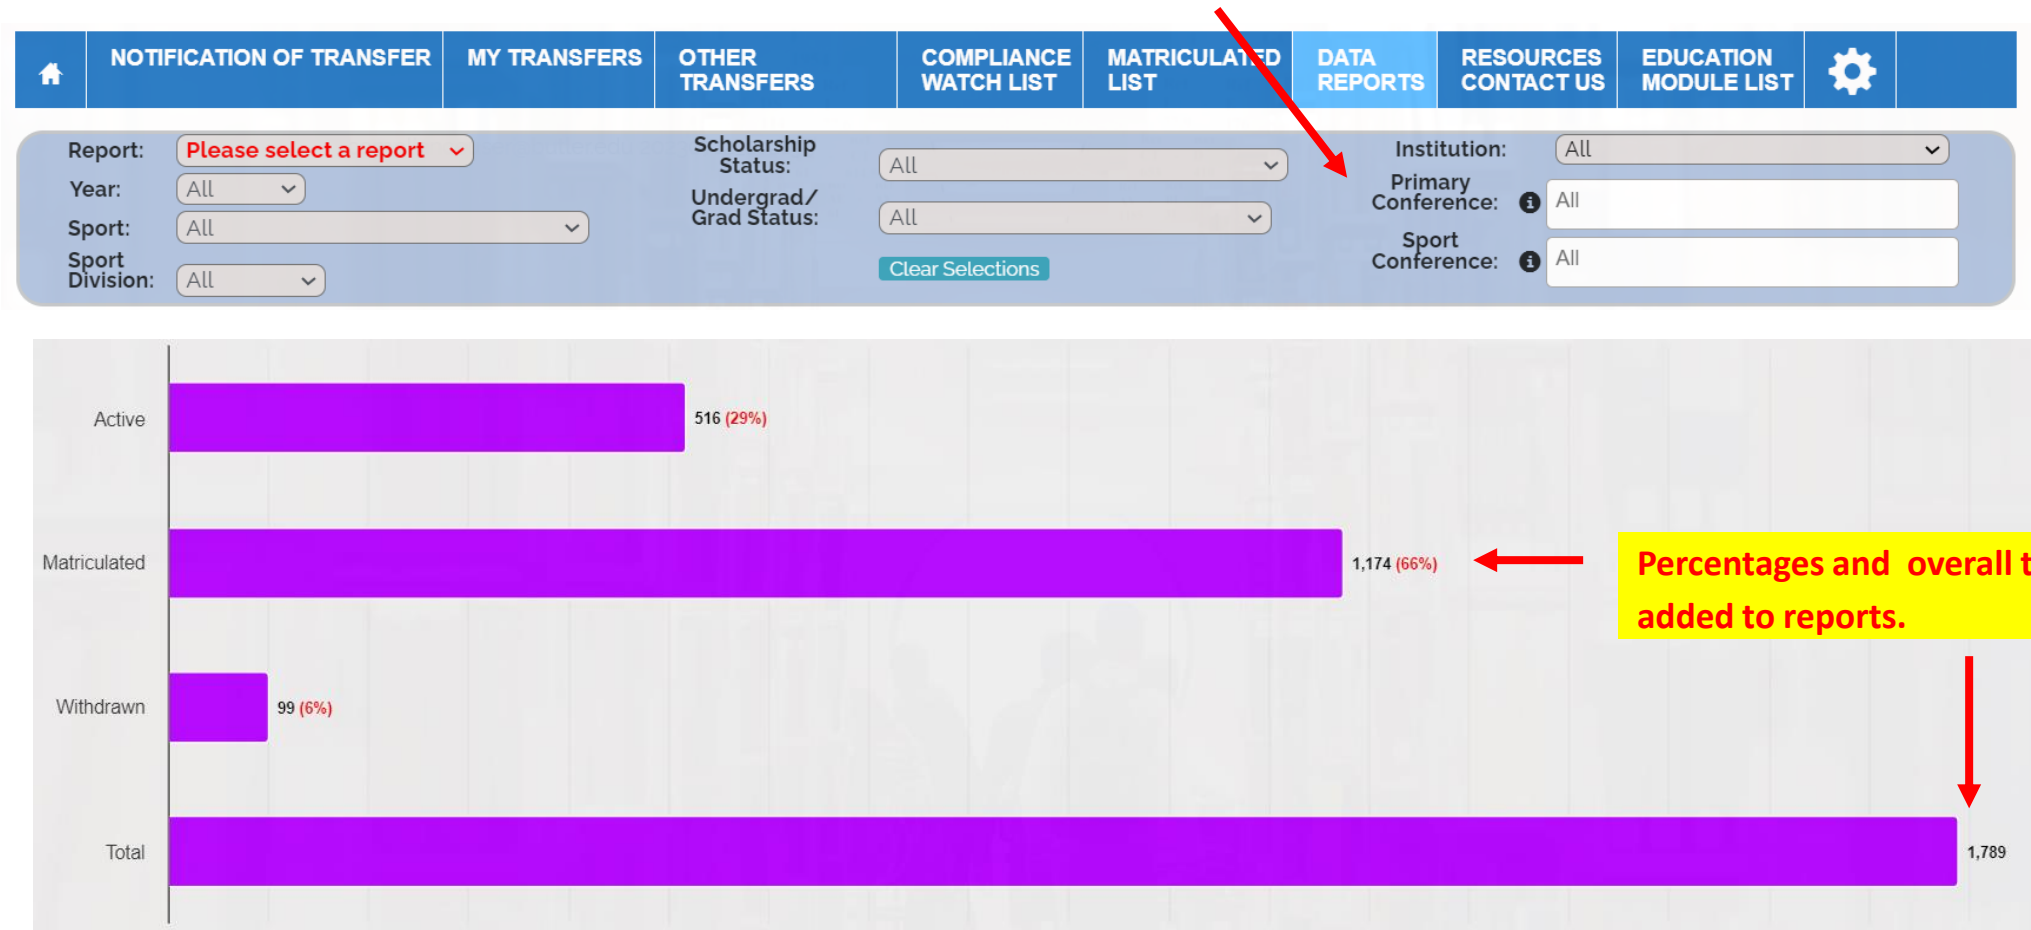 NOTIFICATION OF TRANSFER
MY TRANSFERS
OTHER
TRANSFERS
COMPLIANCE
WATCH LIST
MATRICULATED
LIST
DATA
REPORTS
RESOURCES
CONTACT US
EDUCATION
MODULE LIST
Report: Please select a report
Year: All
Sport: All
Sport
Division: All
Scholarship
Status: All
Undergrad/
Grad Status: All
Clear Selections
Institution: All
Primary
Conference: All
Sport
Conference: All
Active 516 (29%)
Matriculated 1,174 (66%)
Percentages and overall t
added to reports.
Withdrawn 99 (6%)
Total 1,789